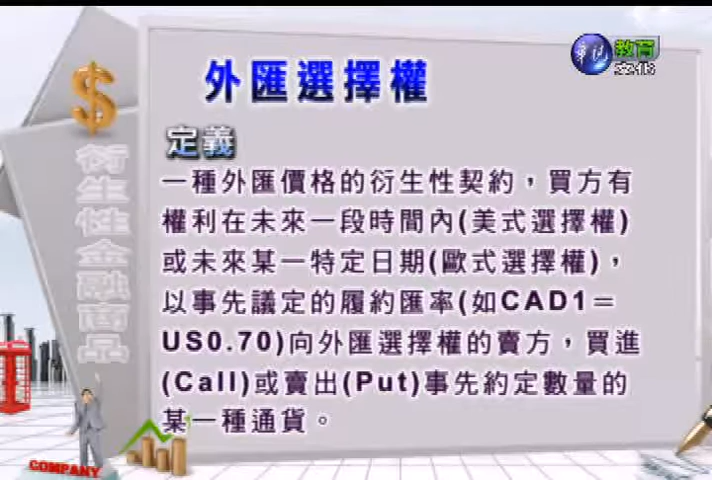 外匯選擇權
華視
教育
文化
定義
一種外匯價格的衍生性契約，買方有
權利在未來一段時間內(美式選擇權)
或未來某一特定日期(歐式選擇權)，
以事先議定的履約匯率(如CAD1＝
US0.70)向外匯選擇權的賣方，買進
(Call)或賣出(Put)事先約定數量的
某一種通貨。
衍生性金融商品
COMPANY